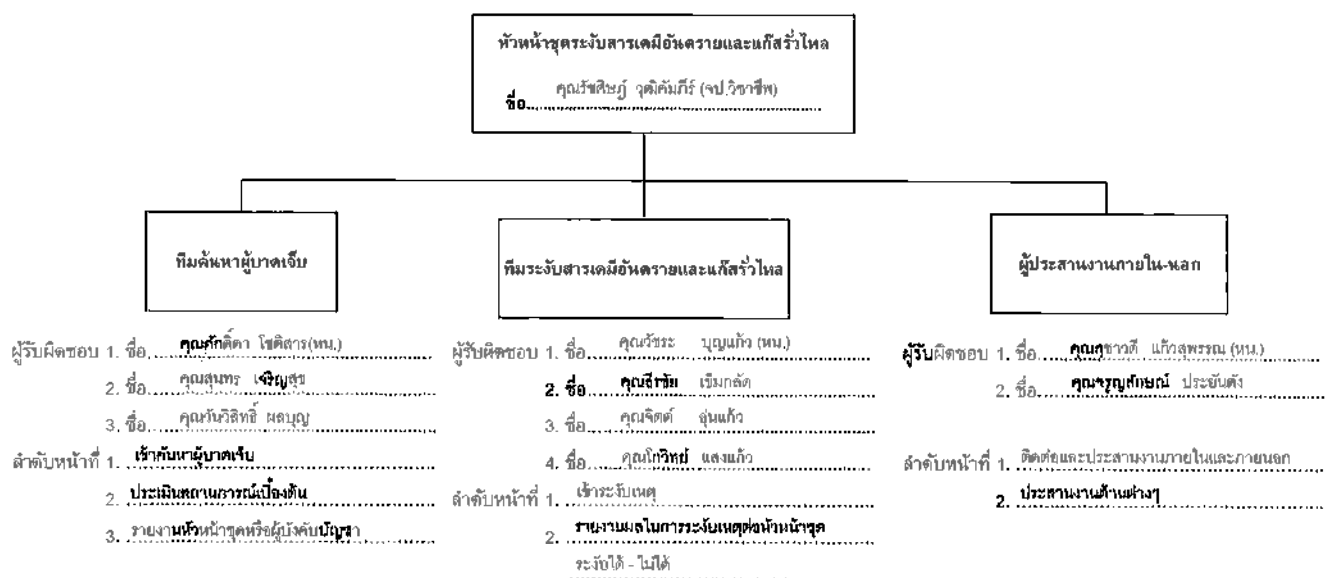 หัวหน้าชุดระงับสารเคมีอันตรายและแก๊สรั่วไหล
ชื่อ คุณรัชศิษฎ์ วุฒิคัมภีร์ (จป.วิชาชีพ)
ทีมค้นหาผู้บาดเจ็บ
ผู้รับผิดชอบ 1. ชื่อ คุณศักดิ์ดา โชติสาร(หน.)
2. ชื่อ คุณสุนทร เจริญสุข
3. ชื่อ คุณวันวิสิทธิ์ ผลบุญ
ลำดับหน้าที่ 1. เข้าค้นหาผู้บาดเจ็บ
2. ประเมินสถานการณ์เบื้องต้น
3. รายงานหัวหน้าชุดหรือผู้บังคับบัญชา
ทีมระงับสารเคมีอันตรายและแก๊สรั่วไหล
ผู้รับผิดชอบ 1. ชื่อ คุณวัชระ บุญแก้ว (หน.)
2. ชื่อ คุณธีรชัย เข็มกลัด
3. ชื่อ คุณจิตต์ อุ่นแก้ว
4. ชื่อ คุณโกวิทย์ แสงแก้ว
ลำดับหน้าที่ 1. เข้าระงับเหตุ
2. รายงานผลในการระงับเหตุต่อหัวหน้าชุด
ระงับได้ - ไม่ได้
ผู้ประสานงานภายใน-นอก
ผู้รับผิดชอบ 1. ชื่อ แก้วสุพรรณ (หน.)
2. ชื่อ คุณจรูญลักษณ์ ประยันตัง
ลำดับหน้าที่ 1. ติดต่อและประสานงานภายในและภายนอก
2. ประสานงานด้านต่างๆ